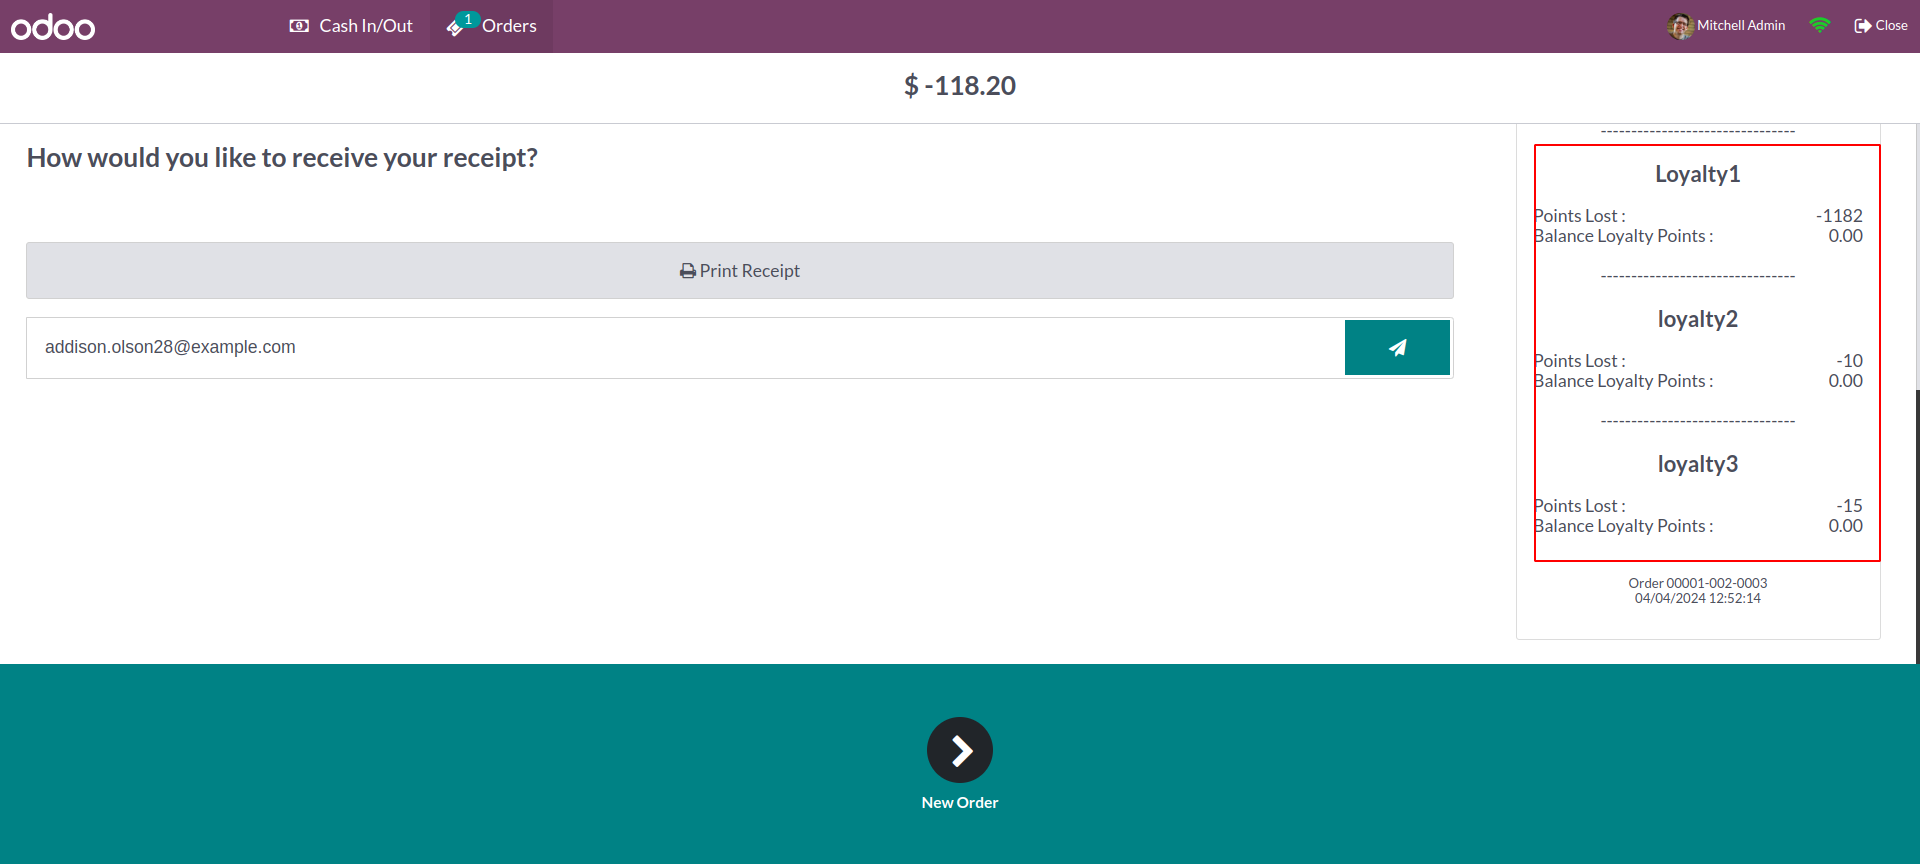 odoo
Cash In/Out
1
Orders
Mitchell Admin
Close
$ -118.20
How would you like to receive your receipt?
Print Receipt
addison.olson28@example.com
--------------------------------
Loyalty1
Points Lost : -1182
Balance Loyalty Points : 0.00
--------------------------------
loyalty2
Points Lost : -10
Balance Loyalty Points : 0.00
--------------------------------
loyalty3
Points Lost : -15
Balance Loyalty Points : 0.00
Order 00001-002-0003
04/04/2024 12:52:14
New Order